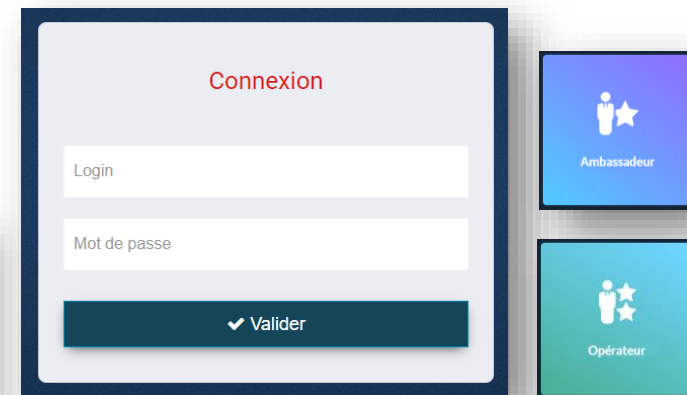 Connexion
Login
Mot de passe
Valider
Ambassadeur
Opérateur